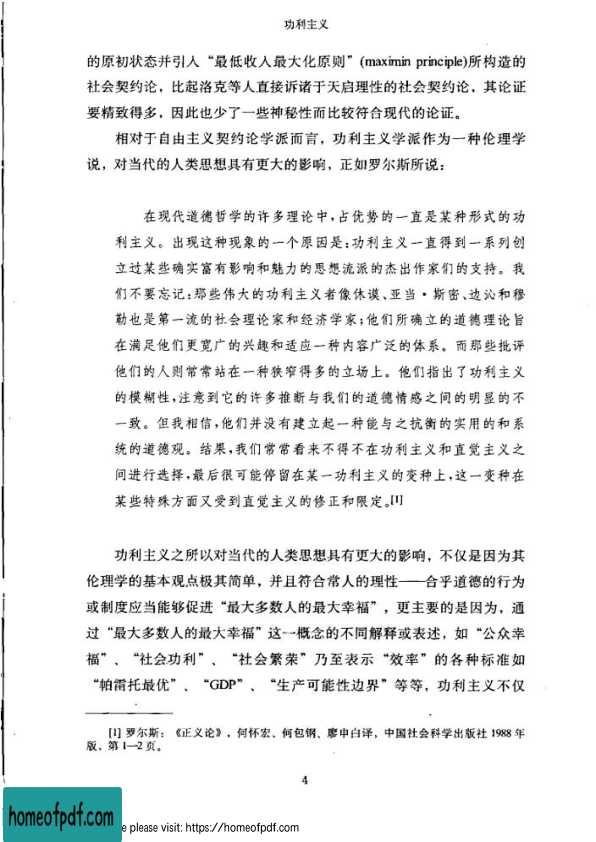 功利主义
的原初状态并引人“最低收人最大化原则”(maximin principle)所构造的
社会契约论，比起洛克等人直接诉诸于天启理性的社会契约论，其论证
要精致得多，因此也少了一些神秘性而比较符合现代的论证。
相对于自由主义契约论学派而言，功利主义学派作为一种伦理学
说，对当代的人类思想具有更大的影响，正如罗尔斯所说：
在现代道德哲学的许多理论中，占优势的一直是某种形式的功
利主义。出现这种现象的一个原因是：功利主义一直得到一系列创
立过某些确实富有影响和魅力的思想流派的杰出作家们的支持。我
们不要忘记：那些伟大的功利主义者像休谟、亚当·斯密、边沁和穆
勒也是第一流的社会理论家和经济学家；他们所确立的道德理论旨
在满足他们更宽广的兴趣和适应一种内容广泛的体系。而那些批评
他们的人则常常站在一种狭窄得多的立场上。他们指出了功利主义
的模糊性，注意到它的许多推断与我们的道德情感之间的明显的不
一致。但我相信，他们并没有建立起一种能与之抗衡的实用的和系
统的道德观。结果，我们常常看来不得不在功利主义和直觉主义之
间进行选择，最后很可能停留在某一功利主义的变种上，这一变种在
某些特殊方面又受到直觉主义的修正和限定。[1]
功利主义之所以对当代的人类思想具有更大的影响，不仅是因为其
伦理学的基本观点极其简单，并且符合常人的理性——合乎道德的行为
或制度应当能够促进“最大多数人的最大幸福”，更主要的是因为，通
过“最大多数人的最大幸福”这一概念的不同解释或表述，如“公众幸
福”、“社会功利”、“社会繁荣”乃至表示“效率”的各种标准如
“帕雷托最优”、“GDP”、“生产可能性边界”等等，功利主义不仅
[1] 罗尔斯：《正义论》，何怀宏、何包钢、廖申白译，中国社会科学出版社 1988 年
版，第 1—2 页。
4
homeofpdf.com
e please visit: https://homeofpdf.com